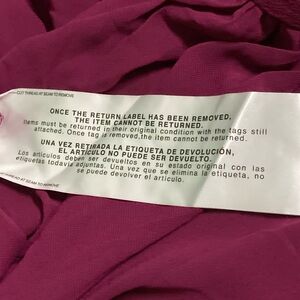 CUT THREAD AT SEAM TO REMOVE
ONCE THE RETURN LABEL HAS BEEN REMOVED,
THE ITEM CANNOT BE RETURNED.
Items must be returned in their original condition with the tags still
attached. Once tag is removed,the item cannot be returned.
UNA VEZ RETIRADA LA ETIQUETA DE DEVOLUCIÓN,
EL ARTÍCULO NO PUEDE SER DEVUELTO.
Los artículos deben ser devueltos en su estado original con las
etiquetas todavía adjuntas. Una vez que se elimina la etiqueta, no
se puede devolver el artículo.
THREAD AT SEAM TO REMOVE